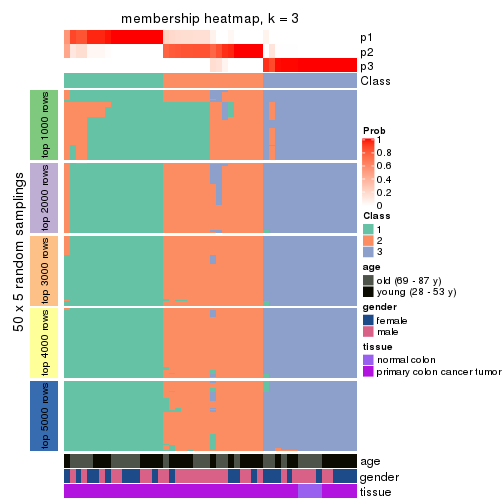 membership heatmap, k = 3
p1
p2
p3
Class
50 x 5 random samplings
top 1000 rows
top 2000 rows
top 3000 rows
top 4000 rows
top 5000 rows
age
gender
tissue
Prob
1
0.8
0.6
0.4
0.2
0
Class
1
2
3
age
old (69 - 87 y)
young (28 - 53 y)
gender
female
male
tissue
normal colon
primary colon cancer tumor